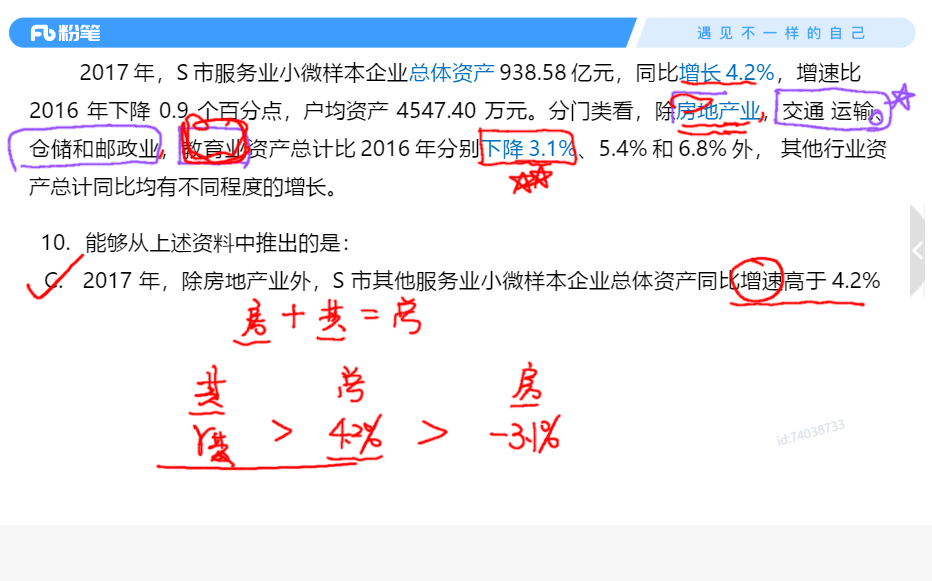 粉笔
遇见不一样的自己
2017 年，S 市服务业小微样本企业总体资产 938.58 亿元，同比增长 4.2%，增速比
2016 年下降 0.9 个百分点，户均资产 4547.40 万元。分门类看，除房地产业，交通 运输、
仓储和邮政业，教育业资产总计比 2016 年分别下降 3.1%、5.4% 和 6.8% 外， 其他行业资
产总计同比均有不同程度的增长。
10. 能够从上述资料中推出的是：
C. 2017 年，除房地产业外，S 市其他服务业小微样本企业总体资产同比增速高于 4.2%
房 + 其 = 总
其 总 房
r其 > 4.2% > -3.1%
id:74038733